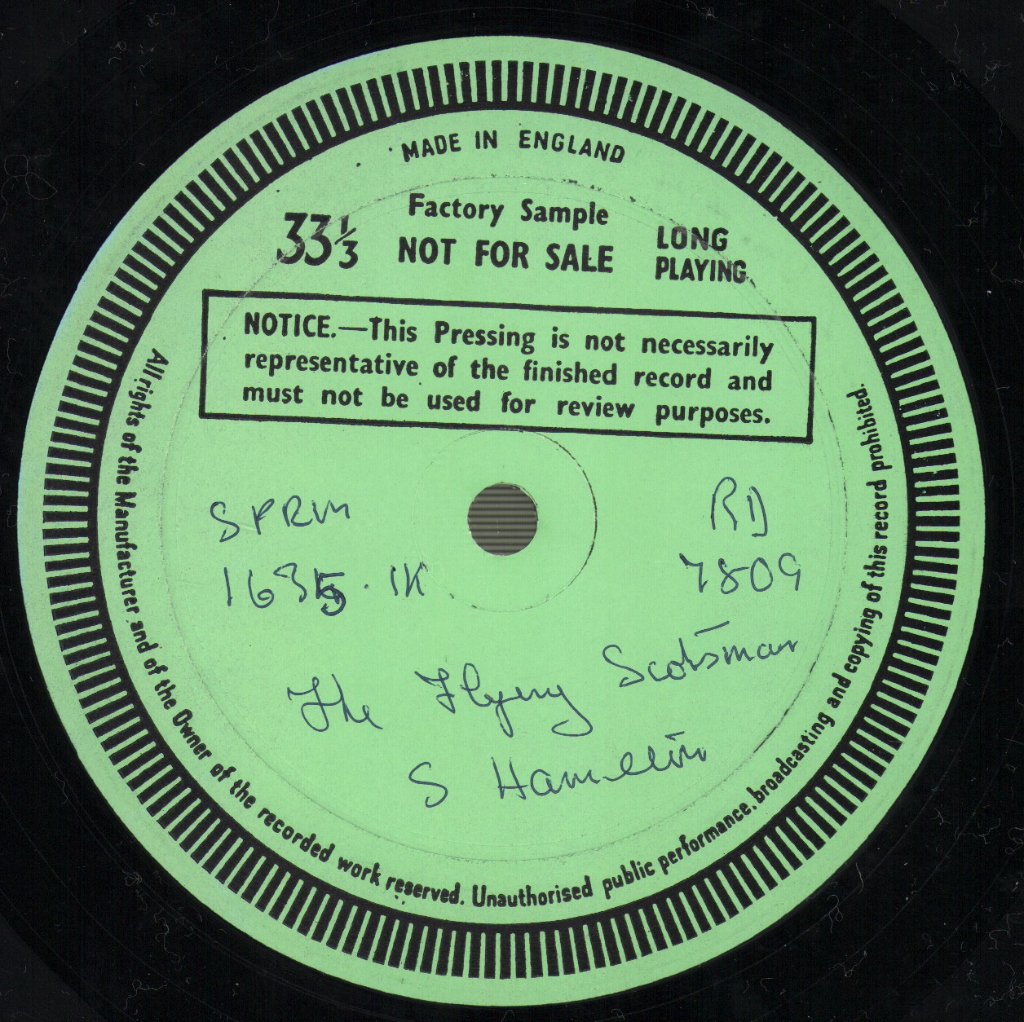 MADE IN ENGLAND
Factory Sample
33⅓ NOT FOR SALE
LONG PLAYING
NOTICE.—This Pressing is not necessarily
representative of the finished record and
must not be used for review purposes.
SPRM
1635.1K.
RD
7809
The Flying Scotsman
S Hamilton
All rights of the Manufacturer and of the Owner of the recorded work reserved. Unauthorised public performance, broadcasting and copying of this record prohibited.